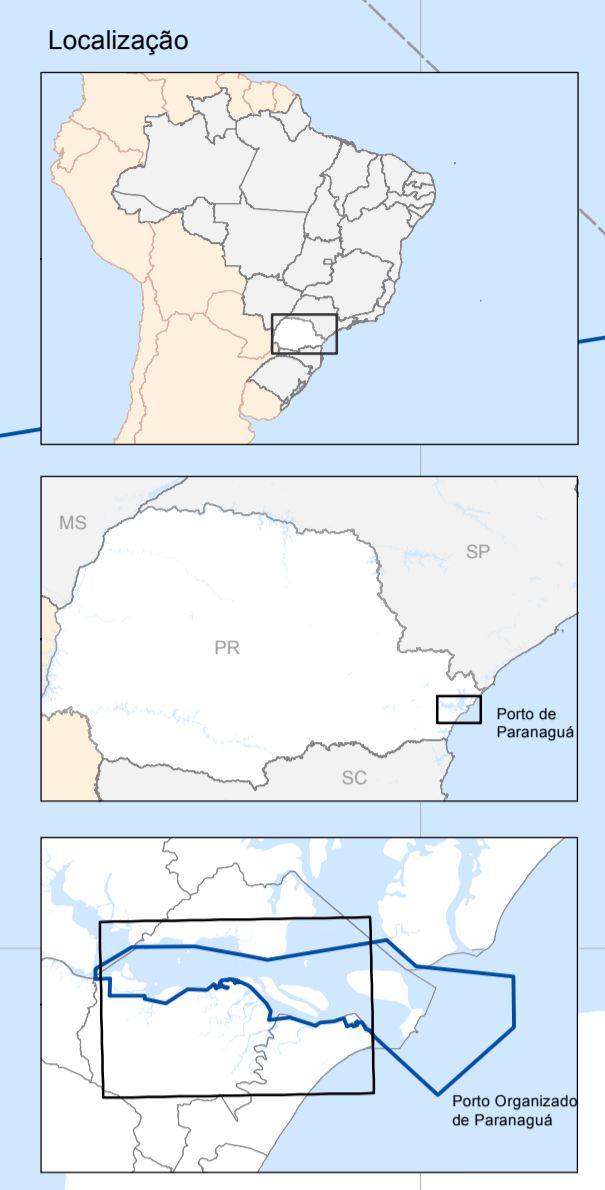 Localização
MS
SP
PR
Porto de
Paranaguá
SC
Porto Organizado
de Paranaguá